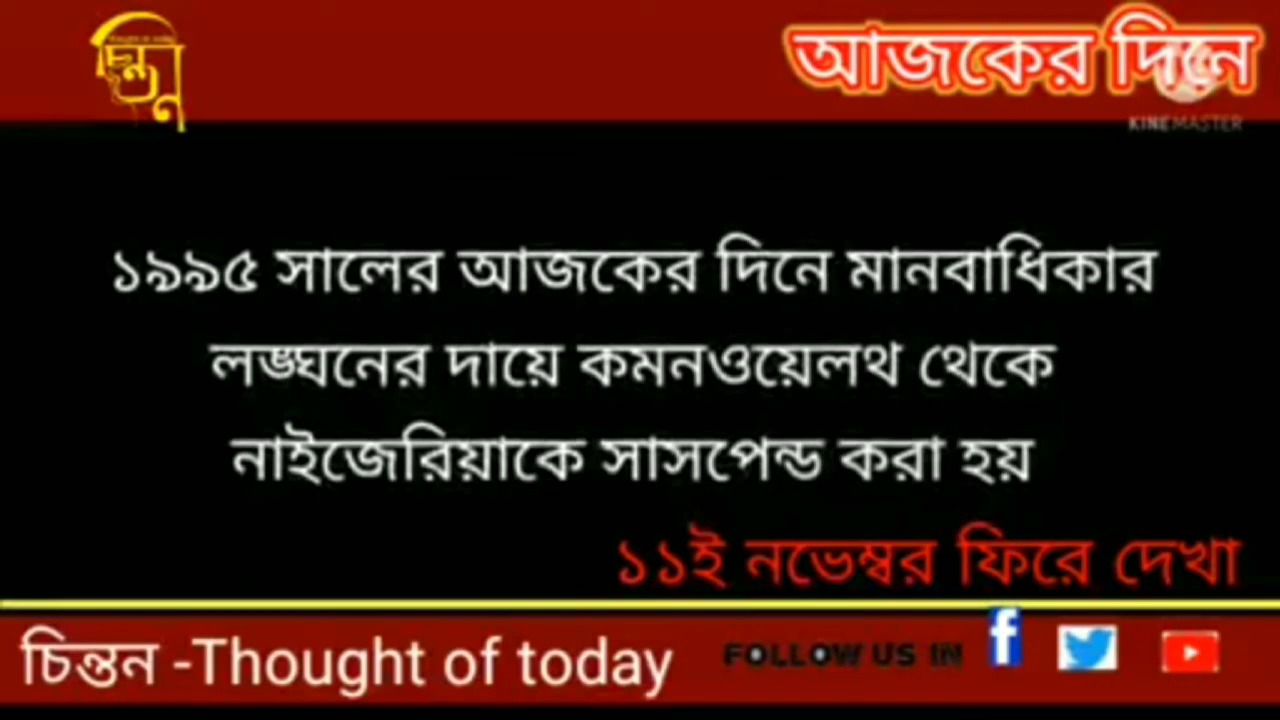 চিন্তন
আজকের দিনে
KINEMASTER
১৯৯৫ সালের আজকের দিনে মানবাধিকার
লঙ্ঘনের দায়ে কমনওয়েলথ থেকে
নাইজেরিয়াকে সাসপেন্ড করা হয়
১১ই নভেম্বর ফিরে দেখা
চিন্তন -Thought of today
FOLLOW US IN